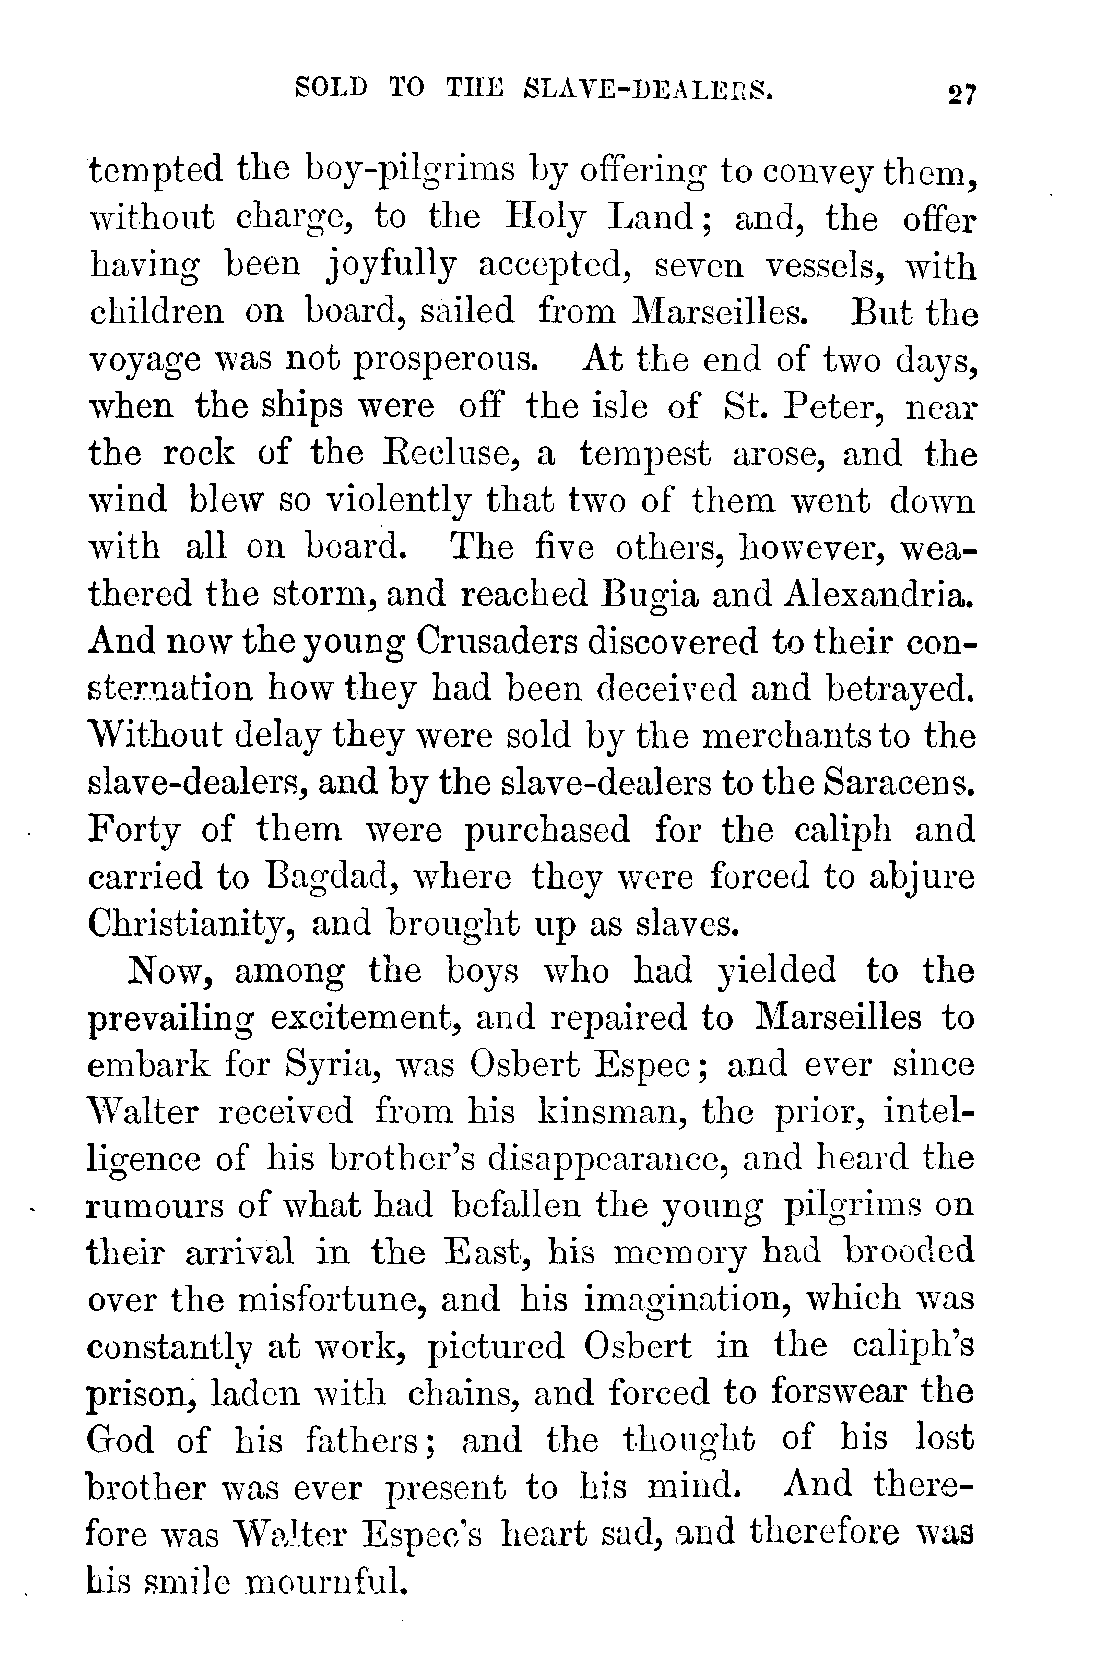 SOLD TO THE SLAVE-DEALERS. 27
tempted the boy-pilgrims by offering to convey them,
without charge, to the Holy Land; and, the offer
having been joyfully accepted, seven vessels, with
children on board, sailed from Marseilles. But the
voyage was not prosperous. At the end of two days,
when the ships were off the isle of St. Peter, near
the rock of the Recluse, a tempest arose, and the
wind blew so violently that two of them went down
with all on board. The five others, however, wea-
thered the storm, and reached Bugia and Alexandria.
And now the young Crusaders discovered to their con-
sternation how they had been deceived and betrayed.
Without delay they were sold by the merchants to the
slave-dealers, and by the slave-dealers to the Saracens.
Forty of them were purchased for the caliph and
carried to Bagdad, where they were forced to abjure
Christianity, and brought up as slaves.
Now, among the boys who had yielded to the
prevailing excitement, and repaired to Marseilles to
embark for Syria, was Osbert Espec; and ever since
Walter received from his kinsman, the prior, intel-
ligence of his brother's disappearance, and heard the
rumours of what had befallen the young pilgrims on
their arrival in the East, his memory had brooded
over the misfortune, and his imagination, which was
constantly at work, pictured Osbert in the caliph's
prison, laden with chains, and forced to forswear the
God of his fathers; and the thought of his lost
brother was ever present to his mind. And there-
fore was Walter Espec's heart sad, and therefore was
his smile mournful.